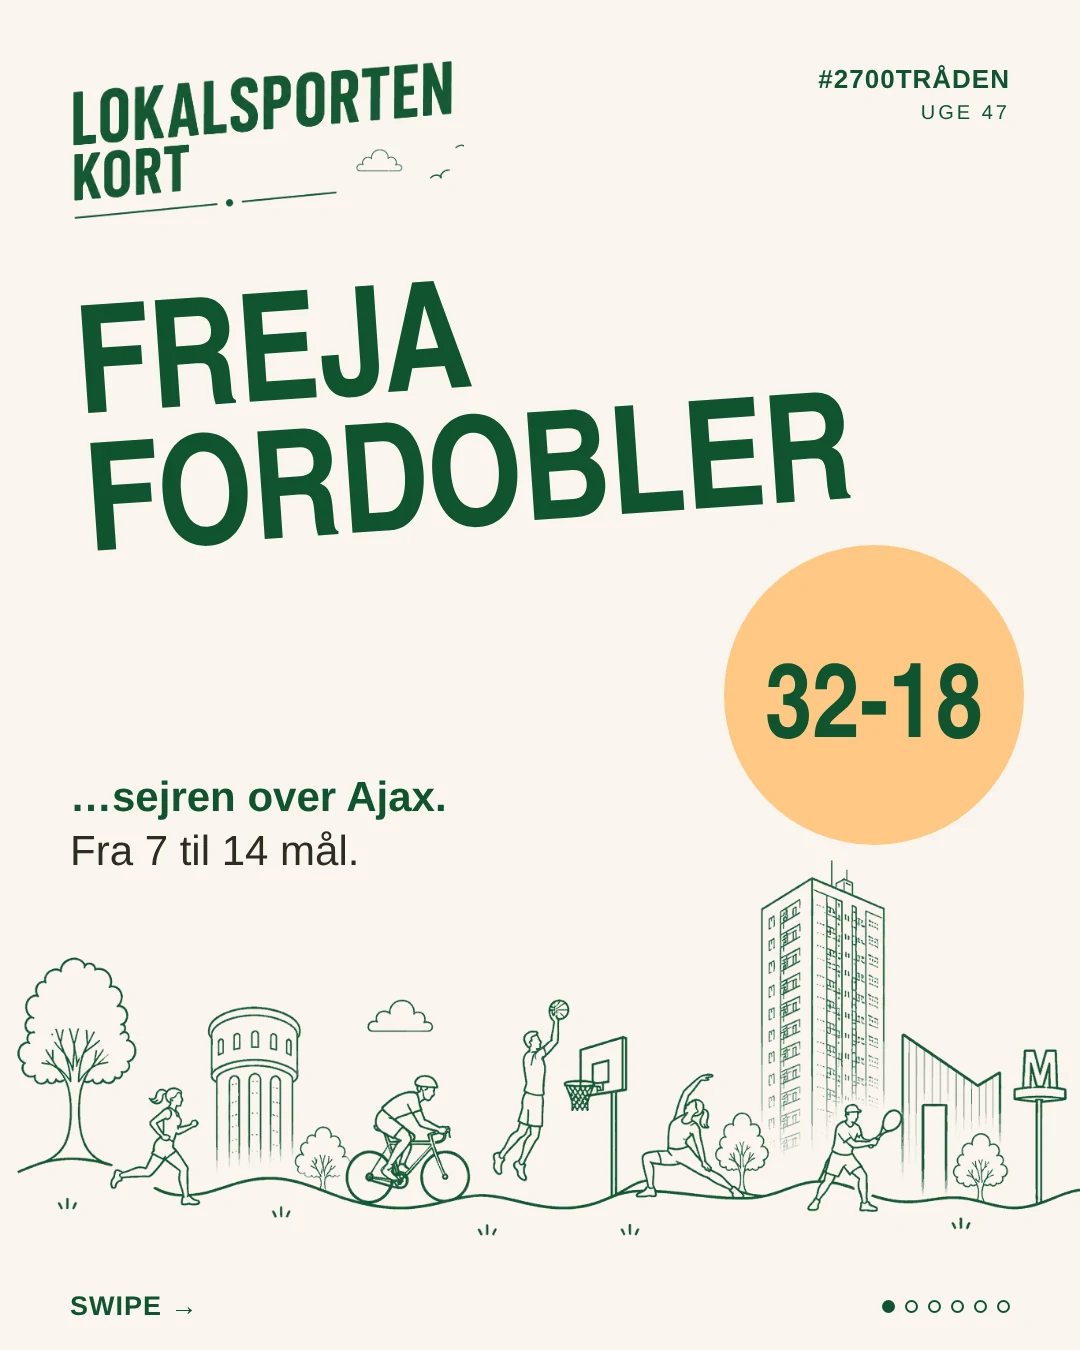 LOKALSPORTEN
KORT
#2700TRÅDEN
UGE 47
FREJA
FORDOBLER
32-18
…sejren over Ajax.
Fra 7 til 14 mål.
M
SWIPE →